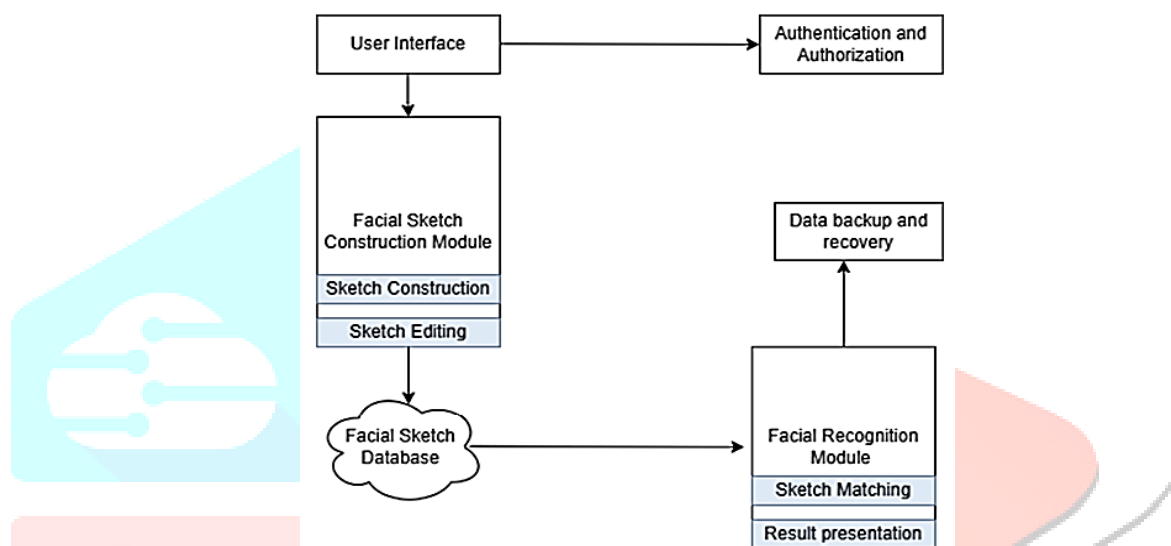 User Interface
Authentication and
Authorization
Facial Sketch
Construction Module
Sketch Construction
Sketch Editing
Data backup and
recovery
Facial Sketch
Database
Facial Recognition
Module
Sketch Matching
Result presentation